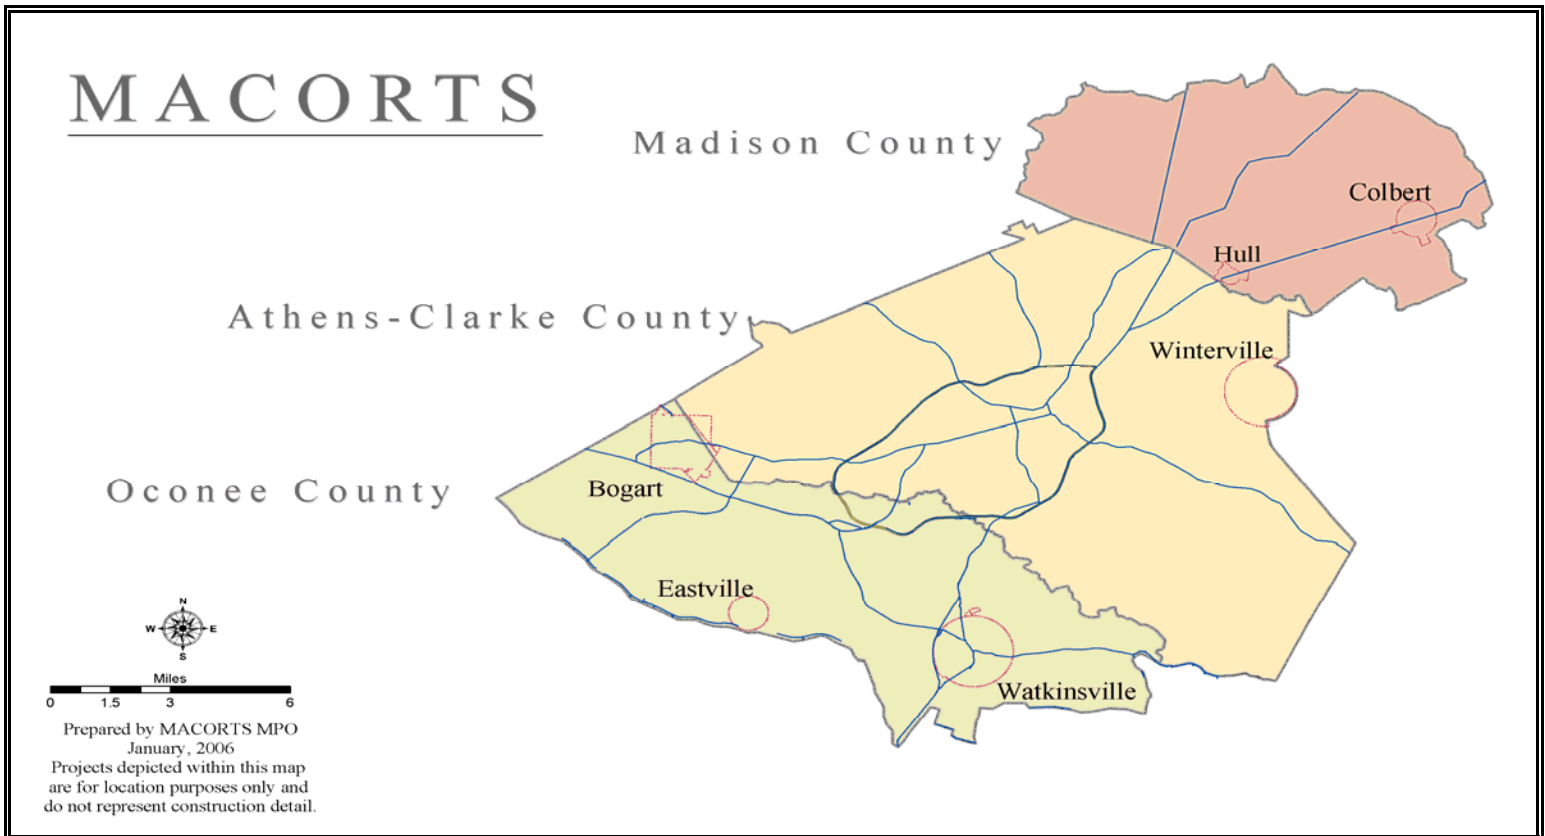 MACORTS
Madison County
Colbert
Hull
Athens-Clarke County
Winterville
Oconee County
Bogart
Eastville
Watkinsville
N
W E
S
Miles
0 1.5 3 6
Prepared by MACORTS MPO
January, 2006
Projects depicted within this map
are for location purposes only and
do not represent construction detail.